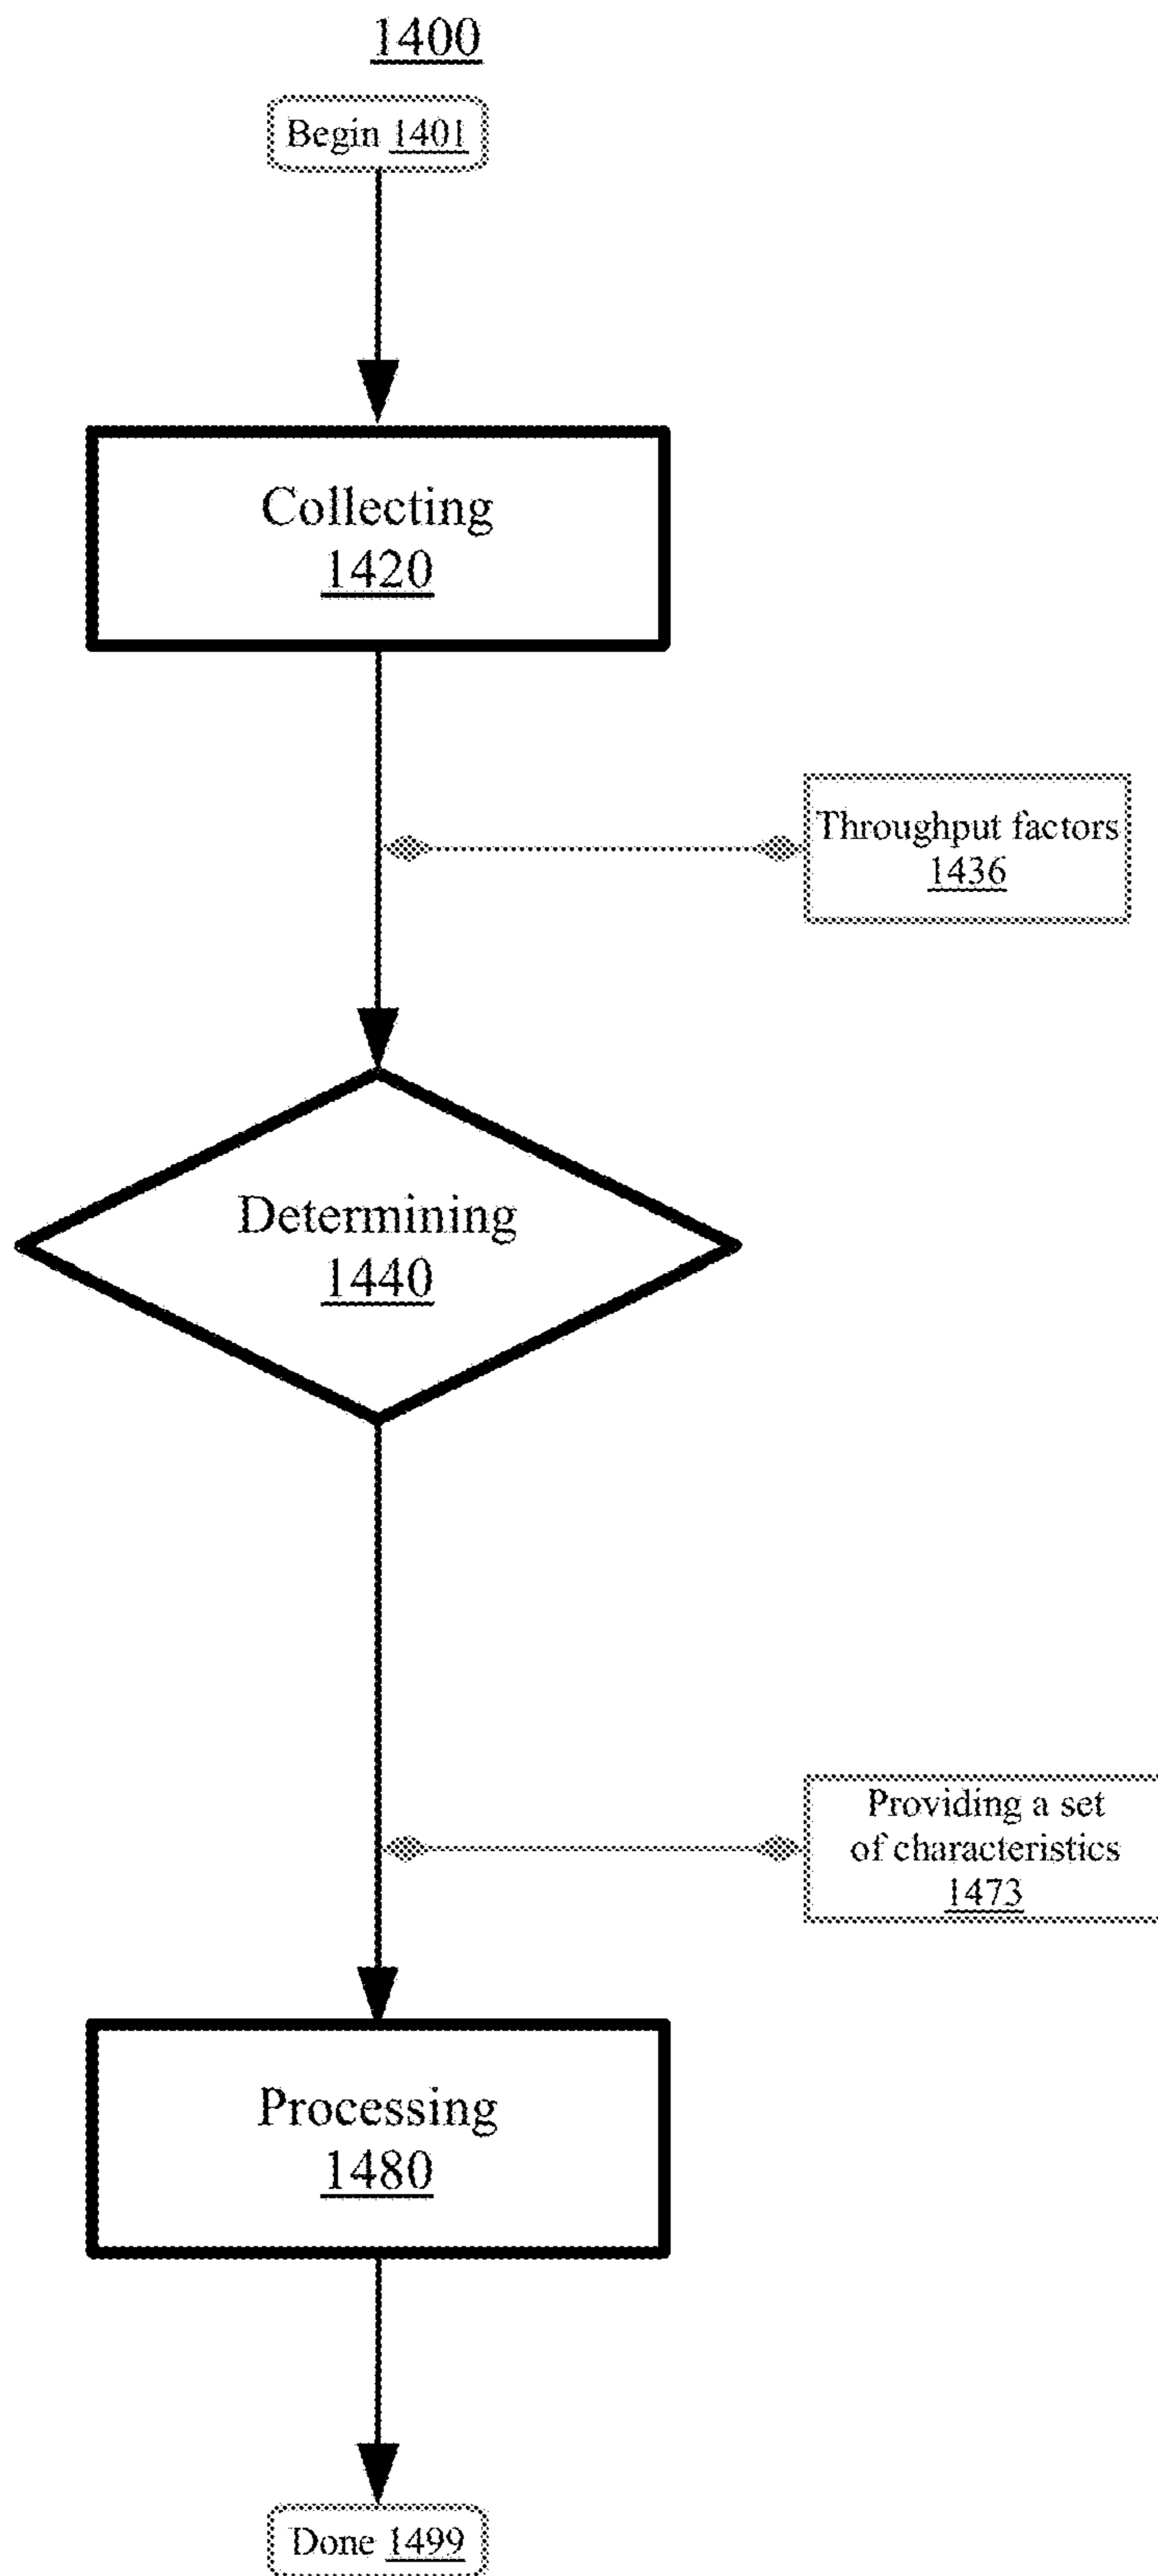 1400
Begin 1401
Collecting
1420
Throughput factors
1436
Determining
1440
Providing a set
of characteristics
1473
Processing
1480
Done 1499